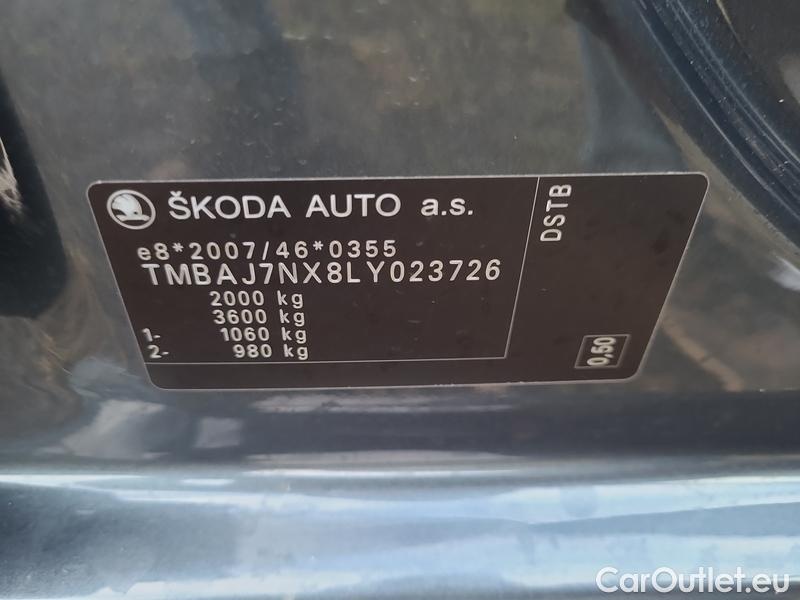 ŠKODA AUTO a.s.
e8*2007/46*0355
TMBAJ7NX8LY023726
2000 kg
3600 kg
1- 1060 kg
2- 980 kg
DSTB
0,50
CarOutlet.eu